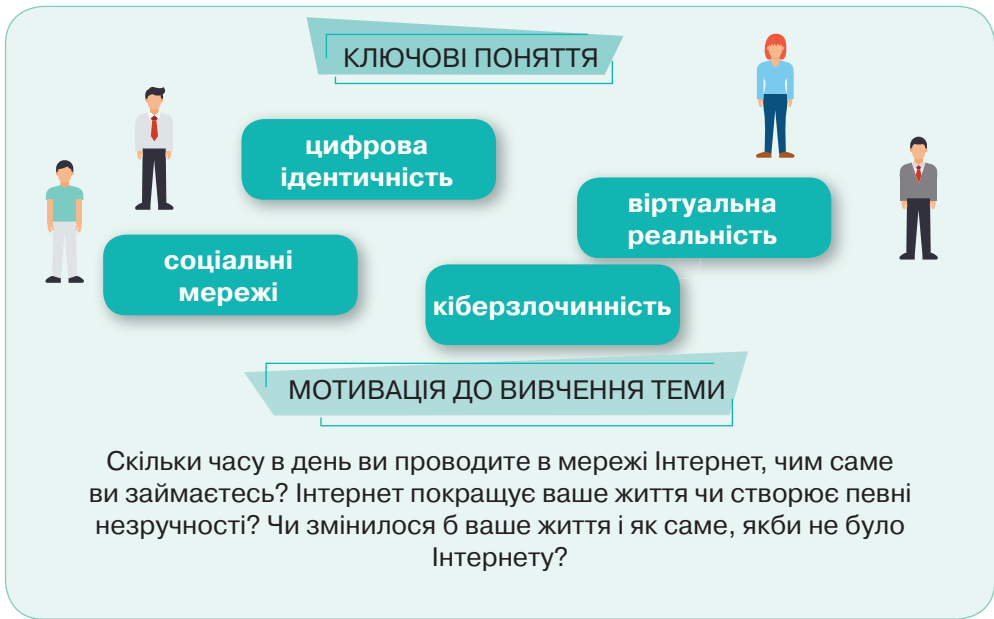 КЛЮЧОВІ ПОНЯТТЯ
цифрова
ідентичність
віртуальна
реальність
соціальні
мережі
кіберзлочинність
МОТИВАЦІЯ ДО ВИВЧЕННЯ ТЕМИ
Скільки часу в день ви проводите в мережі Інтернет, чим саме
ви займаєтесь? Інтернет покращує ваше життя чи створює певні
незручності? Чи змінилося б ваше життя і як саме, якби не було
Інтернету?